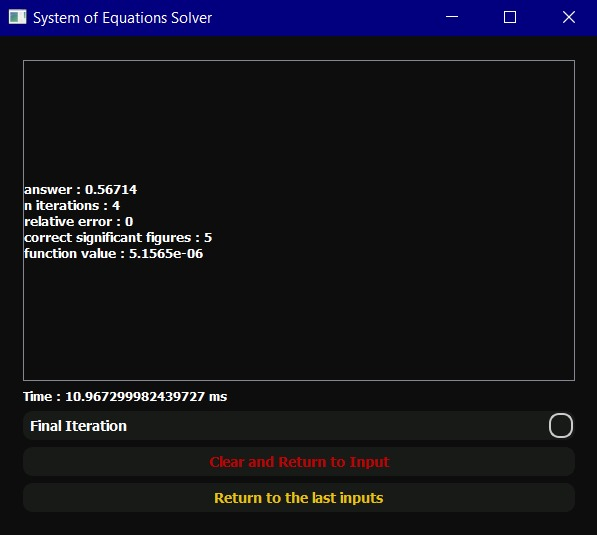 System of Equations Solver
answer : 0.56714
n iterations : 4
relative error : 0
correct significant figures : 5
function value : 5.1565e-06
Time : 10.967299982439727 ms
Final Iteration
Clear and Return to Input
Return to the last inputs